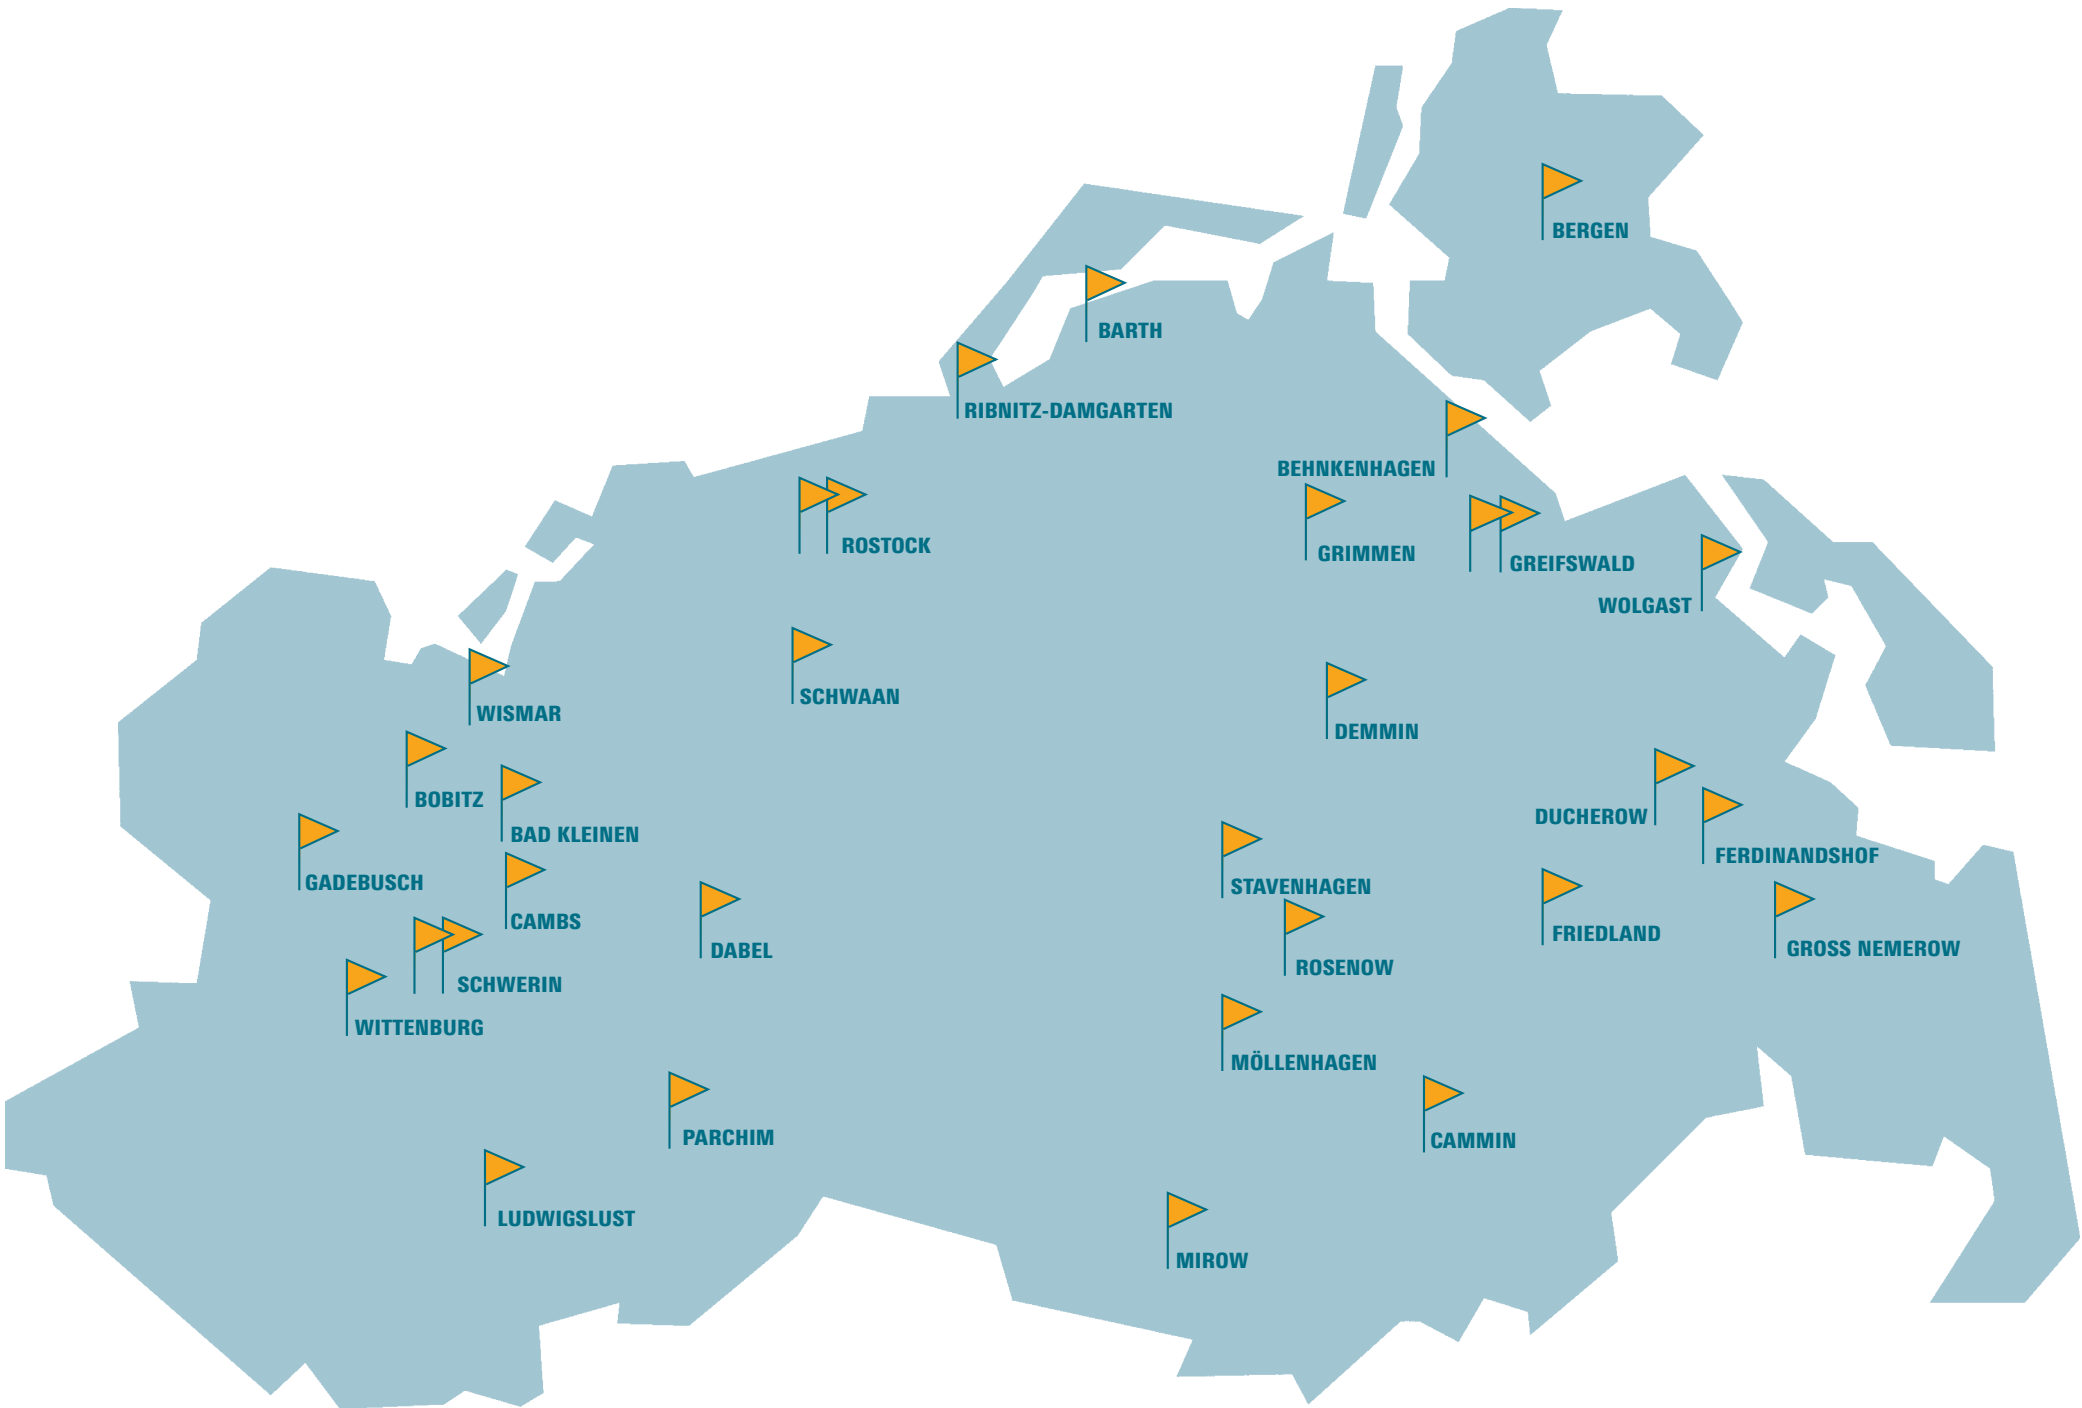 BERGEN
BARTH
RIBNITZ-DAMGARTEN
BEHNKENHAGEN
ROSTOCK
GRIMMEN
GREIFSWALD
WOLGAST
SCHWAAN
WISMAR
DEMMIN
BOBITZ
DUCHEROW
BAD KLEINEN
FERDINANDSHOF
GADEBUSCH
STAVENHAGEN
CAMBS
FRIEDLAND
DABEL
GROSS NEMEROW
ROSENOW
SCHWERIN
WITTENBURG
MÖLLENHAGEN
PARCHIM
CAMMIN
LUDWIGSLUST
MIROW